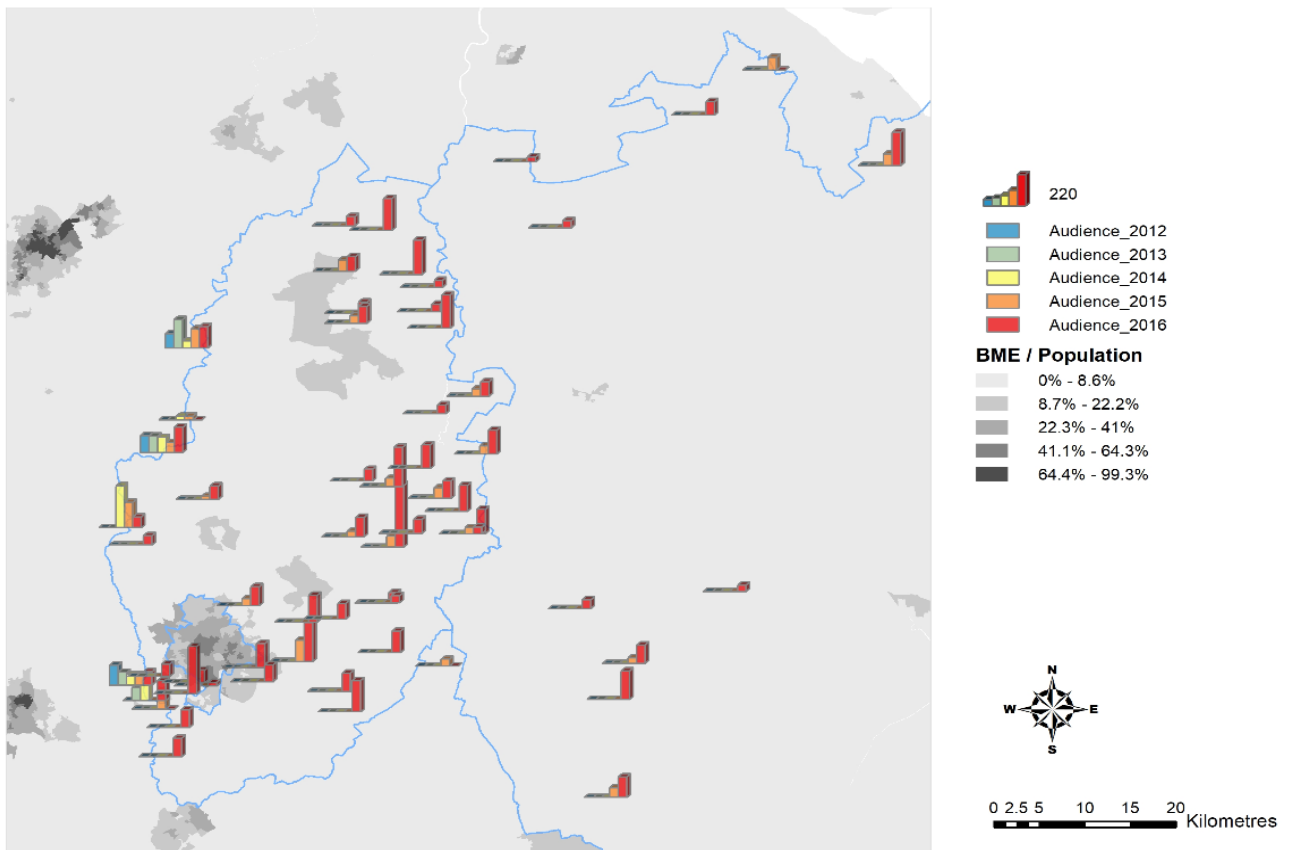 220
Audience_2012
Audience_2013
Audience_2014
Audience_2015
Audience_2016
BME / Population
0% - 8.6%
8.7% - 22.2%
22.3% - 41%
41.1% - 64.3%
64.4% - 99.3%
N
W E
S
0 2.5 5 10 15 20
Kilometres